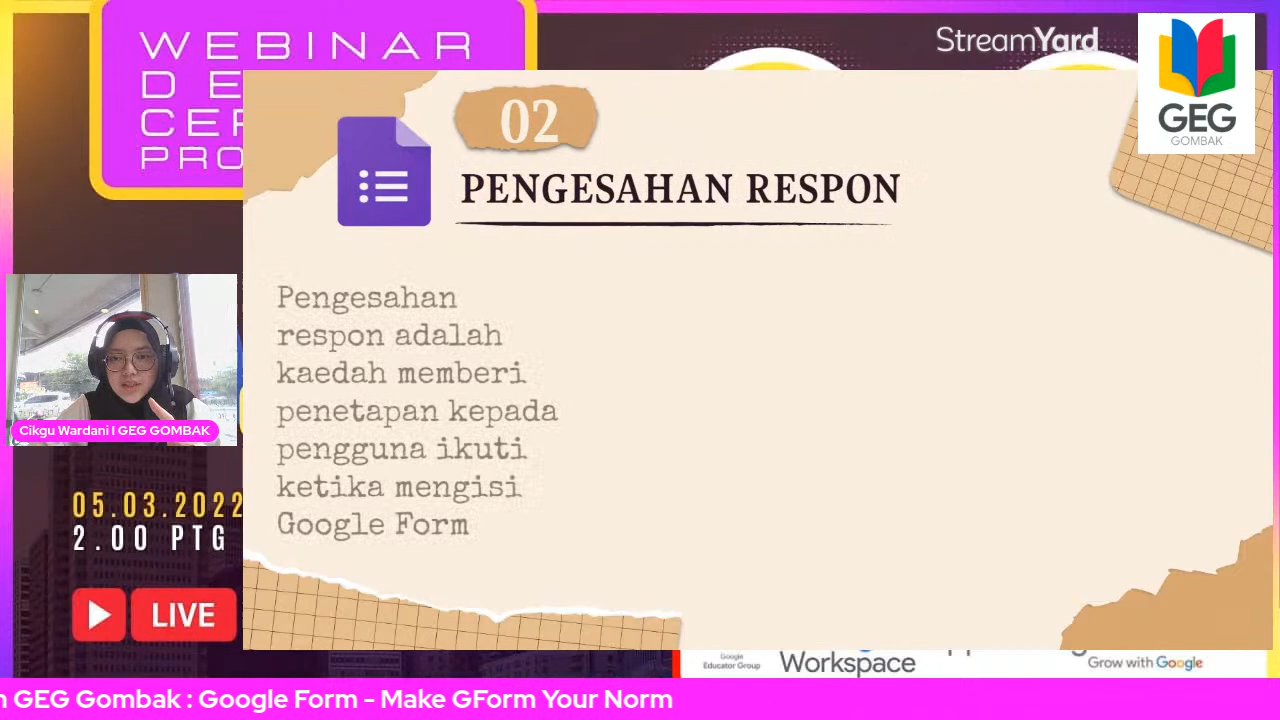 WEBINAR
StreamYard
GEG
GOMBAK
02
PENGESAHAN RESPON
Pengesahan
respon adalah
kaedah memberi
penetapan kepada
pengguna ikuti
ketika mengisi
Google Form
Cikgu Wardani I GEG GOMBAK
05.03.2022
2.00 PTG
LIVE
Google
Educator Group
Workspace
Grow with Google
GEG Gombak : Google Form - Make GForm Your Norm